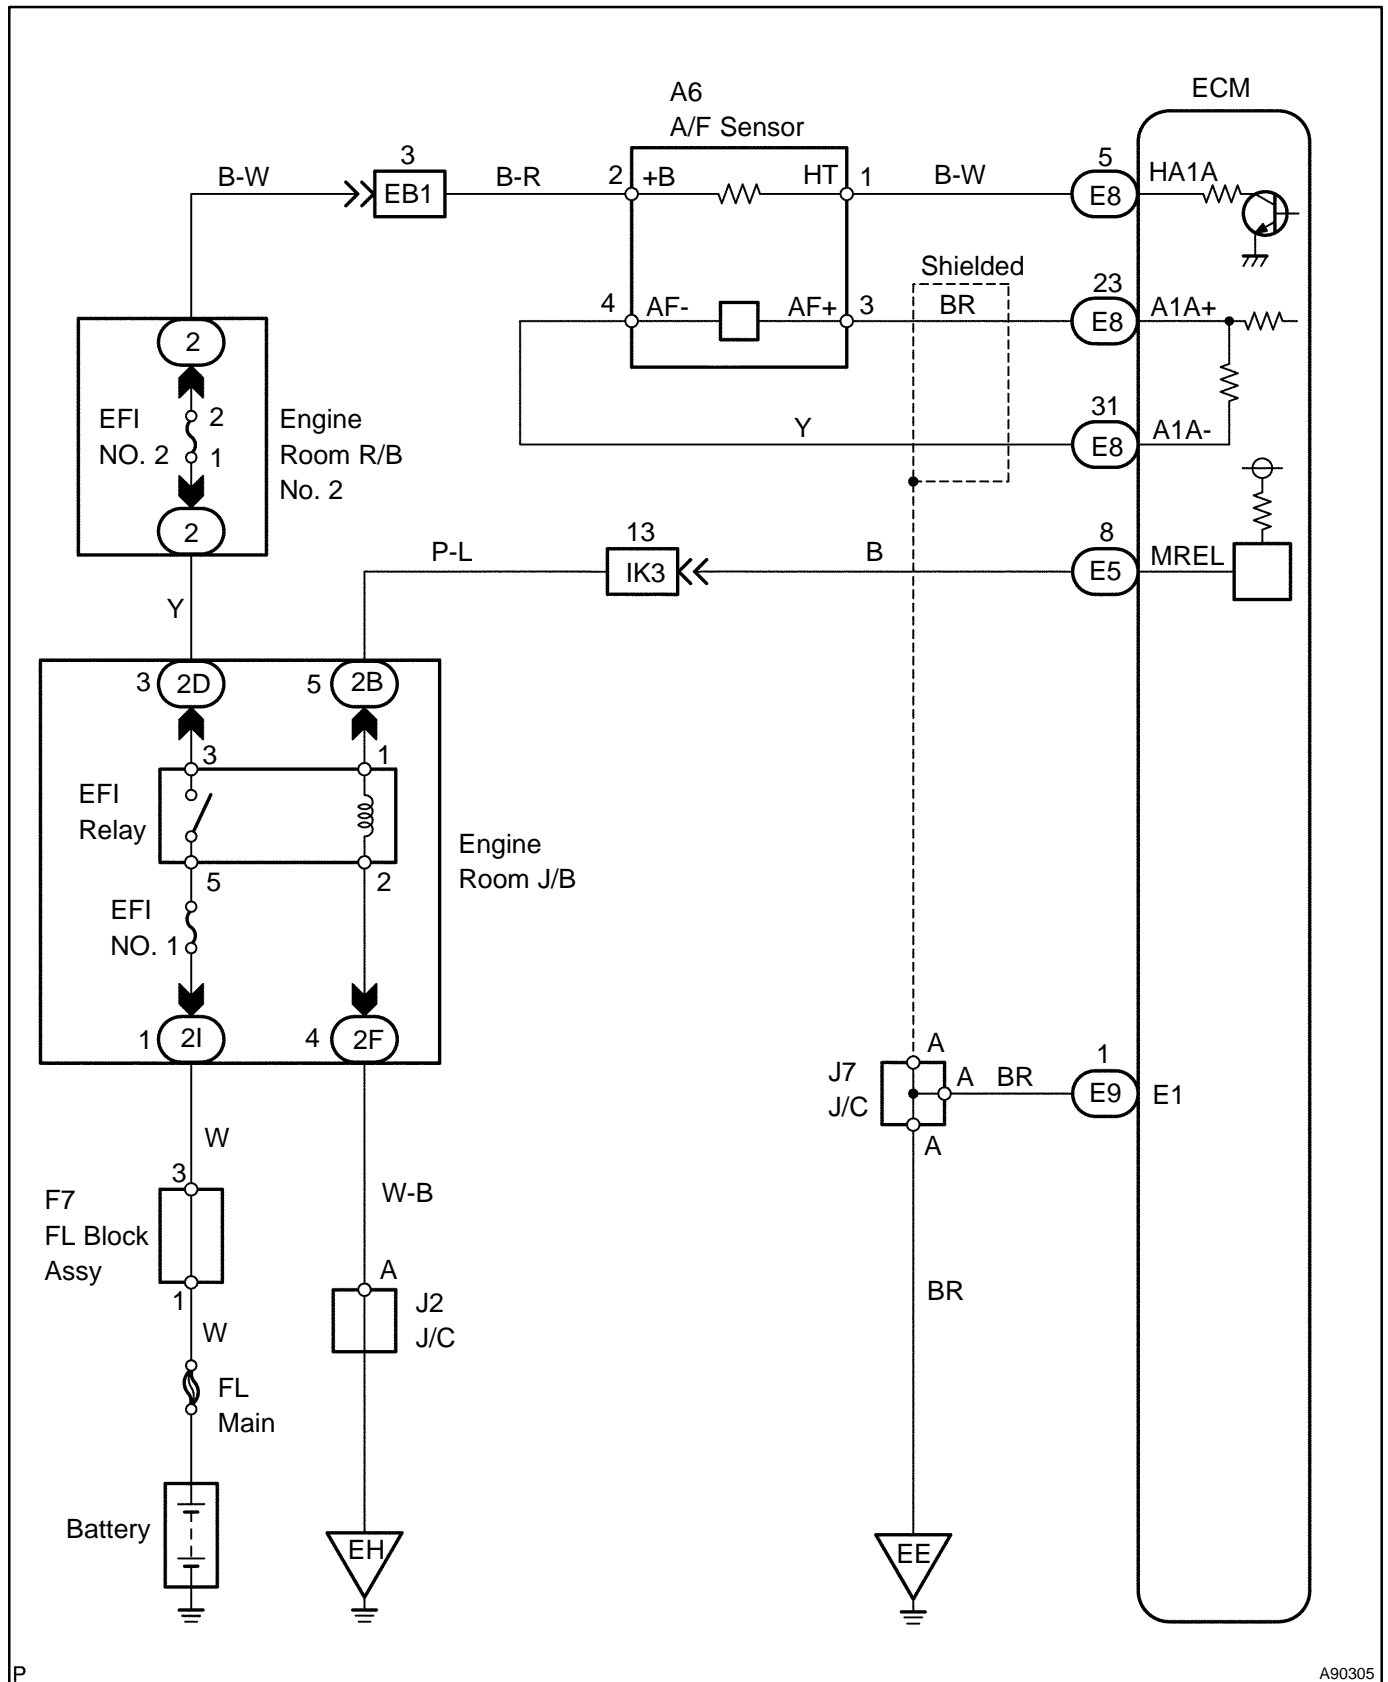 ECM
A6
A/F Sensor
B-W
3
EB1
B-R
2
+B
HT
1
B-W
5
E8
HA1A
Shielded
4
AF-
AF+
3
BR
23
E8
A1A+
Y
31
E8
A1A-
2
EFI
NO. 2
2
1
Engine
Room R/B
No. 2
2
P-L
13
IK3
B
8
E5
MREL
Y
3
2D
5
2B
3
1
EFI
Relay
Engine
Room J/B
5
2
EFI
NO. 1
1
2I
4
2F
J7
J/C
A
A
BR
1
E9
E1
A
W
3
F7
FL Block
Assy
1
W-B
A
J2
J/C
BR
W
FL
Main
Battery
EH
EE
P
A90305